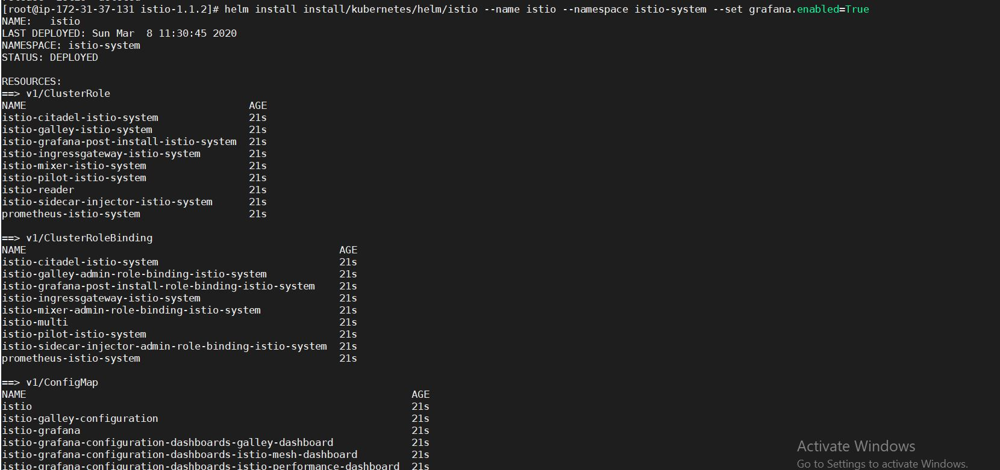 [root@ip-172-31-37-131 istio-1.1.2]# helm install install/kubernetes/helm/istio --name istio --namespace istio-system --set grafana.enabled=True
NAME:   istio
LAST DEPLOYED: Sun Mar  8 11:30:45 2020
NAMESPACE: istio-system
STATUS: DEPLOYED
RESOURCES:
==> v1/ClusterRole
NAME                                     AGE
istio-citadel-istio-system               21s
istio-galley-istio-system                21s
istio-grafana-post-install-istio-system  21s
istio-ingressgateway-istio-system        21s
istio-mixer-istio-system                 21s
istio-pilot-istio-system                 21s
istio-reader                             21s
istio-sidecar-injector-istio-system      21s
prometheus-istio-system                  21s
==> v1/ClusterRoleBinding
NAME                                                    AGE
istio-citadel-istio-system                              21s
istio-galley-admin-role-binding-istio-system            21s
istio-grafana-post-install-role-binding-istio-system    21s
istio-ingressgateway-istio-system                       21s
istio-mixer-admin-role-binding-istio-system             21s
istio-multi                                             21s
istio-pilot-istio-system                                21s
istio-sidecar-injector-admin-role-binding-istio-system  21s
prometheus-istio-system                                 21s
==> v1/ConfigMap
NAME                                                                AGE
istio                                                               21s
istio-galley-configuration                                          21s
istio-grafana                                                       21s
istio-grafana-configuration-dashboards-galley-dashboard             21s
istio-grafana-configuration-dashboards-istio-mesh-dashboard         21s
istio-grafana-configuration-dashboards-istio-performance-dashboard  21s
Activate Windows
Go to Settings to activate Windows.